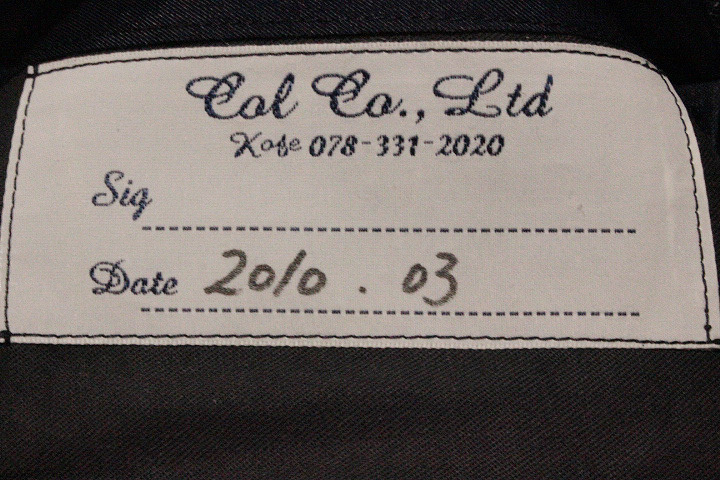 Col Co., Ltd
Kobe 078-331-2020
Sig
Date 2010 . 03